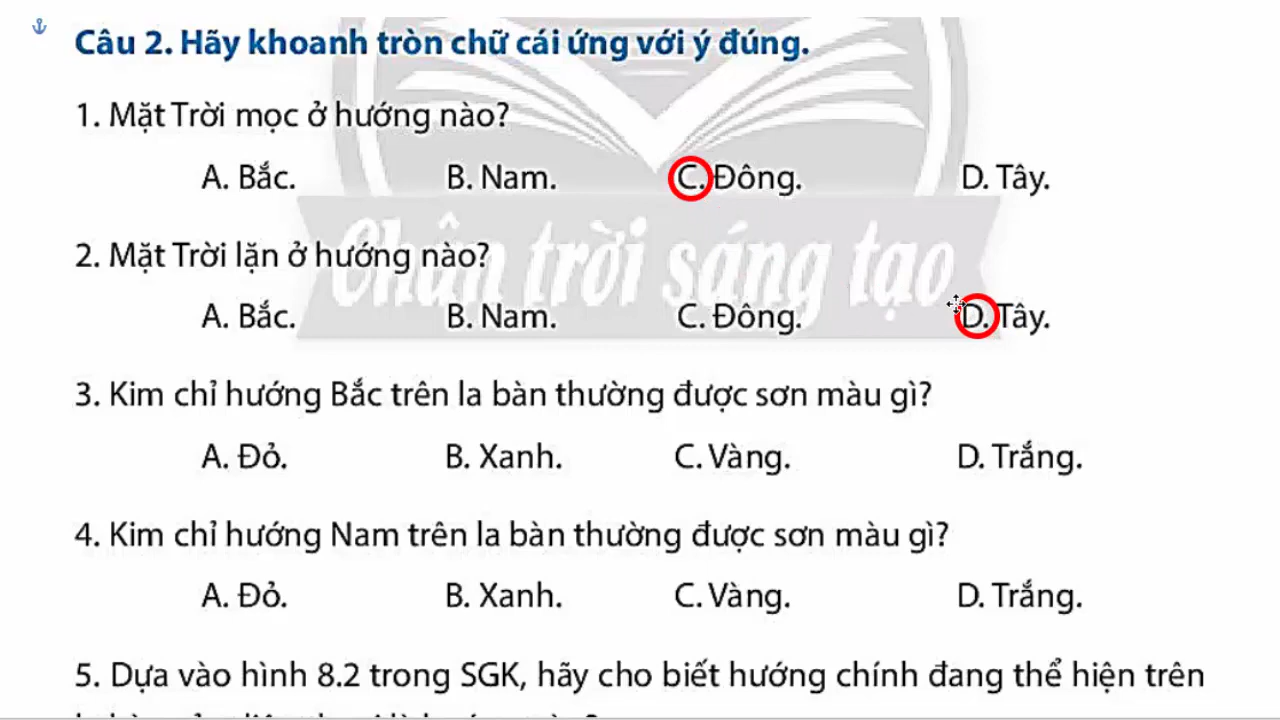 Câu 2. Hãy khoanh tròn chữ cái ứng với ý đúng.
1. Mặt Trời mọc ở hướng nào?
A. Bắc. B. Nam. C. Đông. D. Tây.
2. Mặt Trời lặn ở hướng nào?
Chân trời sáng tạo
A. Bắc. B. Nam. C. Đông. D. Tây.
3. Kim chỉ hướng Bắc trên la bàn thường được sơn màu gì?
A. Đỏ. B. Xanh. C. Vàng. D. Trắng.
4. Kim chỉ hướng Nam trên la bàn thường được sơn màu gì?
A. Đỏ. B. Xanh. C. Vàng. D. Trắng.
5. Dựa vào hình 8.2 trong SGK, hãy cho biết hướng chính đang thể hiện trên